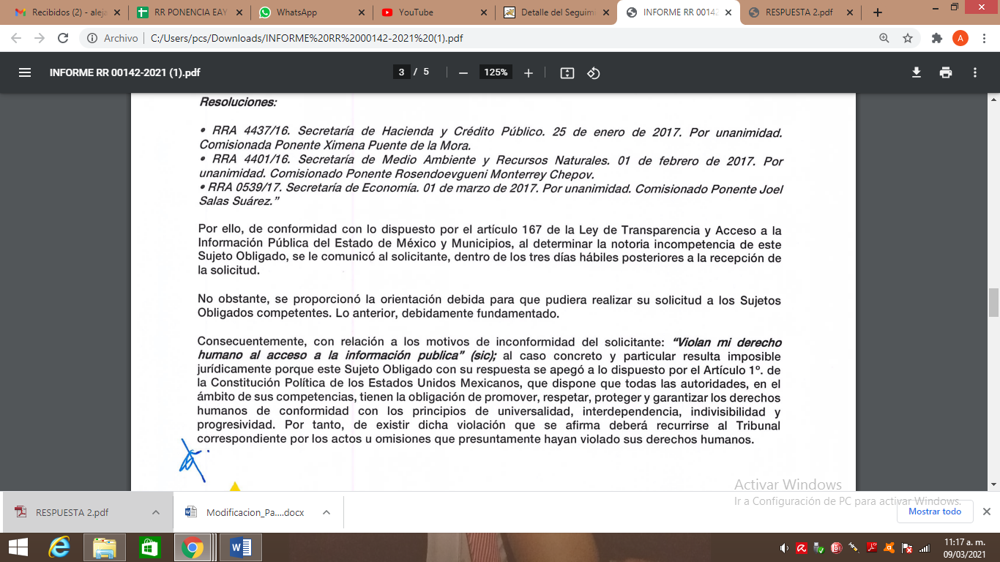 Recibidos (2) - aleja
RR PONENCIA EAY
WhatsApp
YouTube
Detalle del Seguimi
INFORME RR 00142
RESPUESTA 2.pdf
Archivo
C:/Users/pcs/Downloads/INFORME%20RR%2000142-2021%20(1).pdf
A
INFORME RR 00142-2021 (1).pdf
3 / 5
125%
Resoluciones:
• RRA 4437/16. Secretaría de Hacienda y Crédito Público. 25 de enero de 2017. Por unanimidad.
Comisionada Ponente Ximena Puente de la Mora.
• RRA 4401/16. Secretaría de Medio Ambiente y Recursos Naturales. 01 de febrero de 2017. Por
unanimidad. Comisionado Ponente Rosendoevgueni Monterrey Chepov.
• RRA 0539/17. Secretaría de Economía. 01 de marzo de 2017. Por unanimidad. Comisionado Ponente Joel
Salas Suárez.”
Por ello, de conformidad con lo dispuesto por el artículo 167 de la Ley de Transparencia y Acceso a la
Información Pública del Estado de México y Municipios, al determinar la notoria incompetencia de este
Sujeto Obligado, se le comunicó al solicitante, dentro de los tres días hábiles posteriores a la recepción de
la solicitud.
No obstante, se proporcionó la orientación debida para que pudiera realizar su solicitud a los Sujetos
Obligados competentes. Lo anterior, debidamente fundamentado.
Consecuentemente, con relación a los motivos de inconformidad del solicitante: “Violan mi derecho
humano al acceso a la información publica” (sic); al caso concreto y particular resulta imposible
jurídicamente porque este Sujeto Obligado con su respuesta se apegó a lo dispuesto por el Artículo 1º. de
la Constitución Política de los Estados Unidos Mexicanos, que dispone que todas las autoridades, en el
ámbito de sus competencias, tienen la obligación de promover, respetar, proteger y garantizar los derechos
humanos de conformidad con los principios de universalidad, interdependencia, indivisibilidad y
progresividad. Por tanto, de existir dicha violación que se afirma deberá recurrirse al Tribunal
correspondiente por los actos u omisiones que presuntamente hayan violado sus derechos humanos.
Activar Windows
Ir a Configuración de PC para activar Windows.
RESPUESTA 2.pdf
Modificacion_Pa....docx
Mostrar todo
11:17 a. m.
09/03/2021